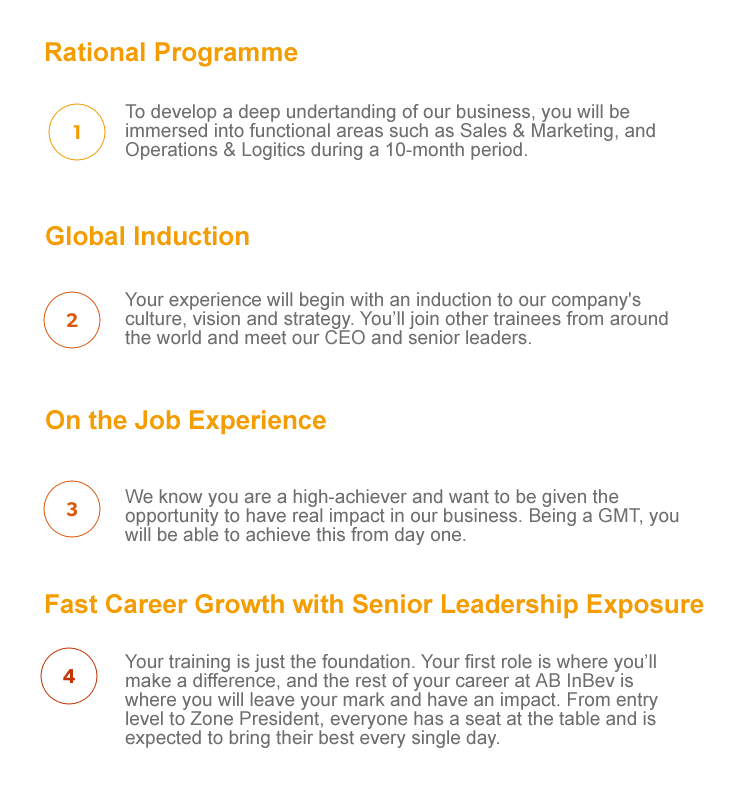 Rational Programme
1
To develop a deep undertanding of our business, you will be
immersed into functional areas such as Sales & Marketing, and
Operations & Logitics during a 10-month period.
Global Induction
2
Your experience will begin with an induction to our company's
culture, vision and strategy. You’ll join other trainees from around
the world and meet our CEO and senior leaders.
On the Job Experience
3
We know you are a high-achiever and want to be given the
opportunity to have real impact in our business. Being a GMT, you
will be able to achieve this from day one.
Fast Career Growth with Senior Leadership Exposure
4
Your training is just the foundation. Your first role is where you’ll
make a difference, and the rest of your career at AB InBev is
where you will leave your mark and have an impact. From entry
level to Zone President, everyone has a seat at the table and is
expected to bring their best every single day.